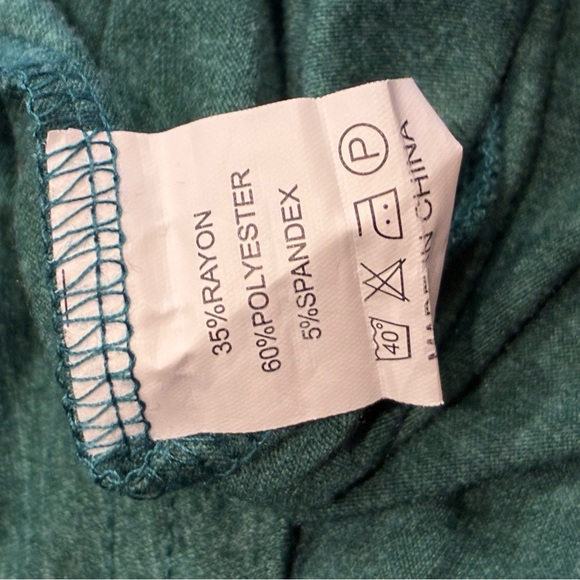 35%RAYON
60%POLYESTER
5%SPANDEX
40°
P
MADE IN CHINA